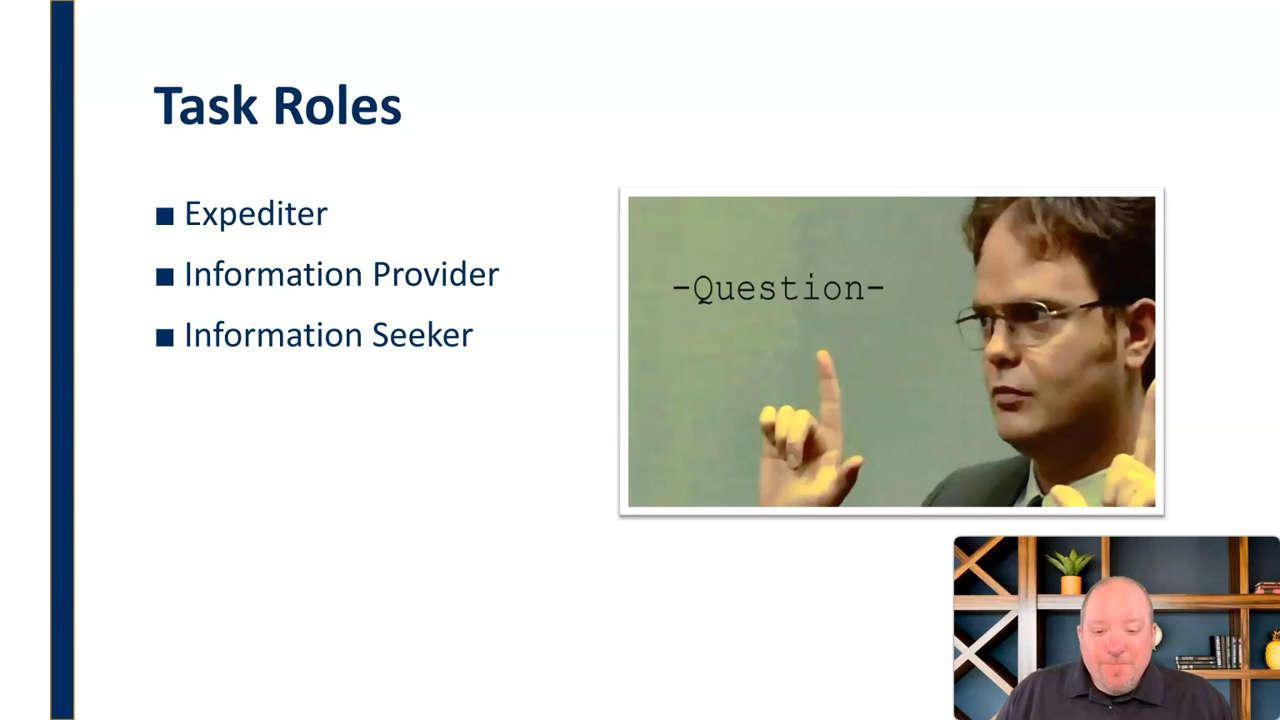 Task Roles
■ Expediter
■ Information Provider
■ Information Seeker
-Question-